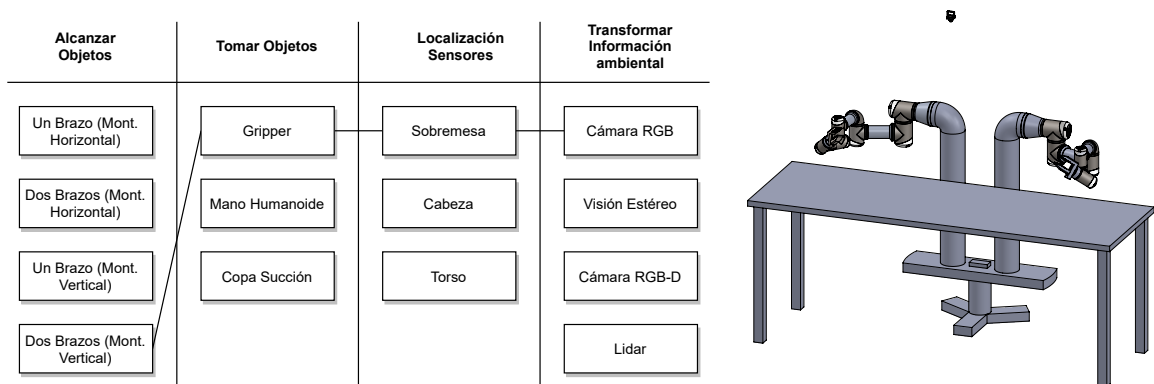 Alcanzar
Objetos
Tomar Objetos
Localización
Sensores
Transformar
Información
ambiental
Un Brazo (Mont.
Horizontal)
Gripper
Sobremesa
Cámara RGB
Dos Brazos (Mont.
Horizontal)
Mano Humanoide
Cabeza
Visión Estéreo
Un Brazo (Mont.
Vertical)
Copa Succión
Torso
Cámara RGB-D
Dos Brazos (Mont.
Vertical)
Lidar